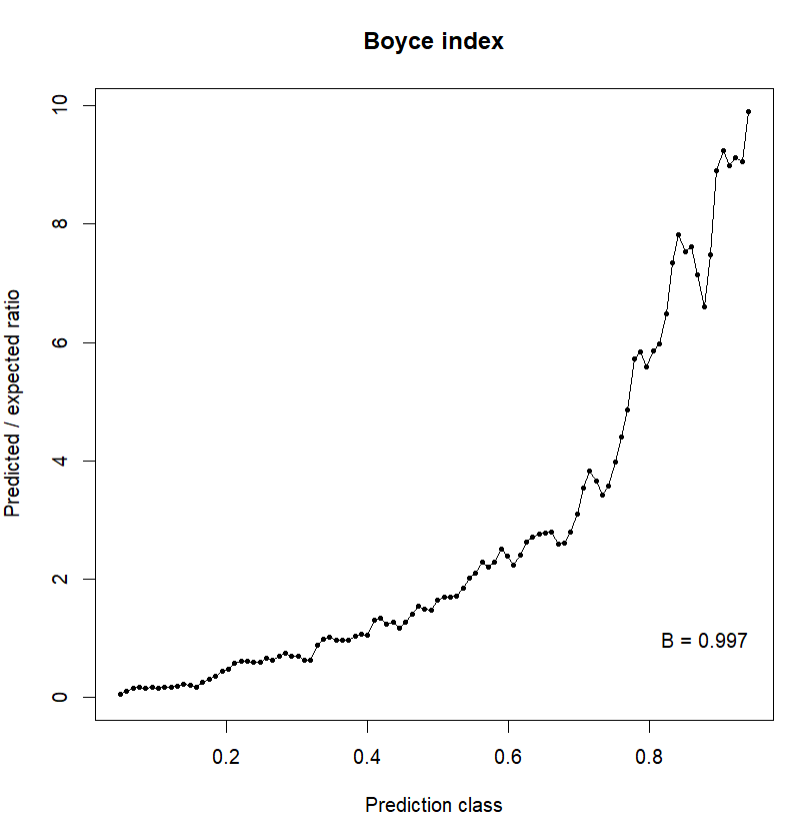 Boyce index
Predicted / expected ratio
10
8
6
4
2
0
B = 0.997
0.2 0.4 0.6 0.8
Prediction class